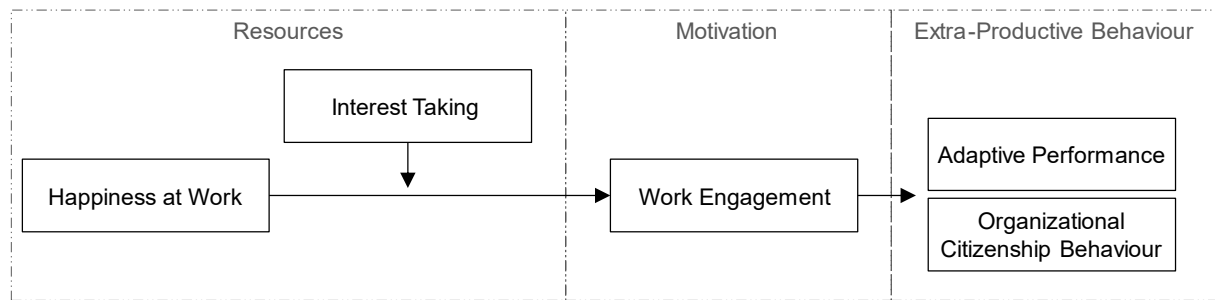 Resources
Motivation
Extra-Productive Behaviour
Interest Taking
Happiness at Work
Work Engagement
Adaptive Performance
Organizational
Citizenship Behaviour